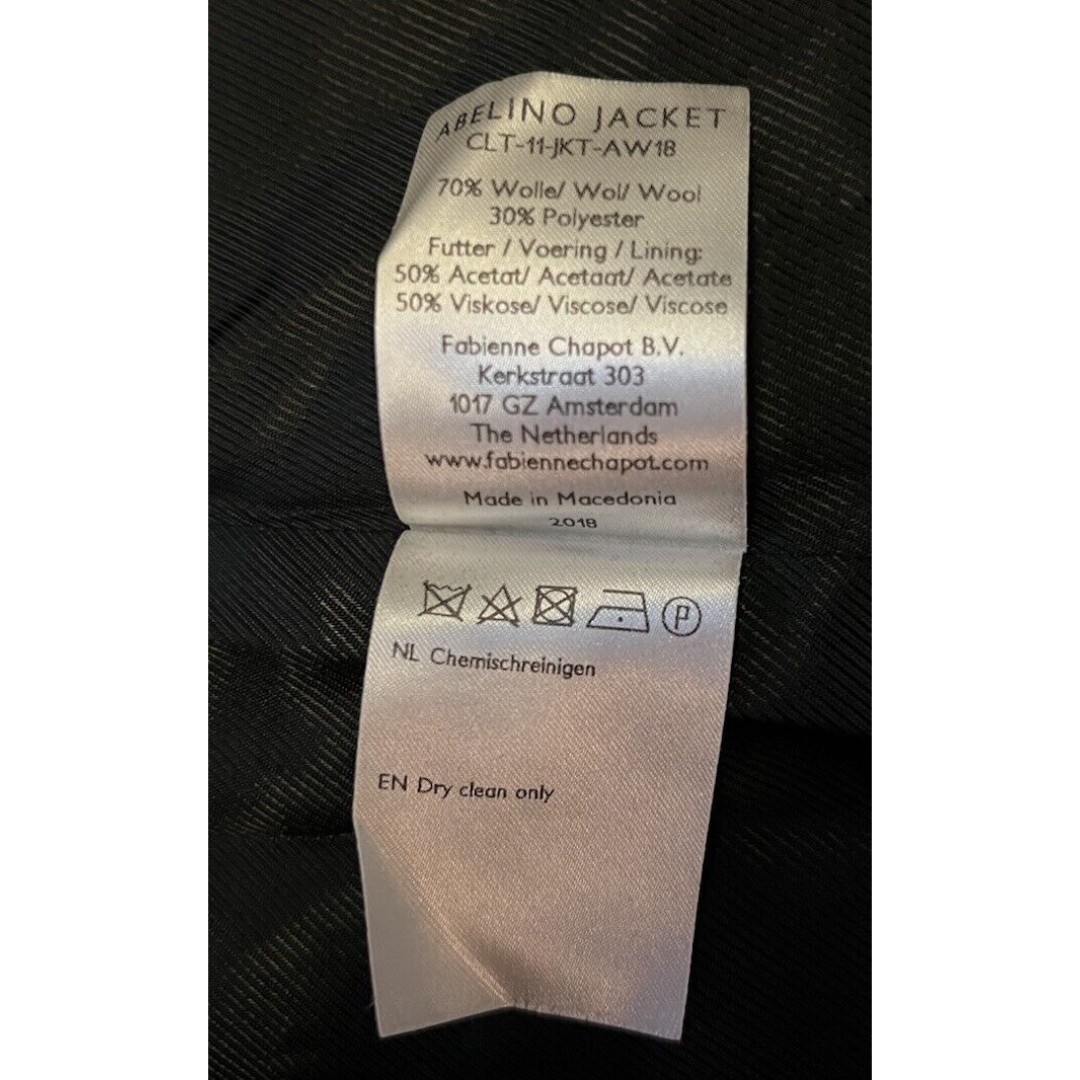 ABELINO JACKET
CLT-11-JKT-AW18
70% Wolle/ Wol/ Wool
30% Polyester
Futter / Voering / Lining:
50% Acetat/ Acetaat/ Acetate
50% Viskose/ Viscose/ Viscose
Fabienne Chapot B.V.
Kerkstraat 303
1017 GZ Amsterdam
The Netherlands
www.fabiennechapot.com
Made in Macedonia
2018
P
NL Chemischreinigen
EN Dry clean only